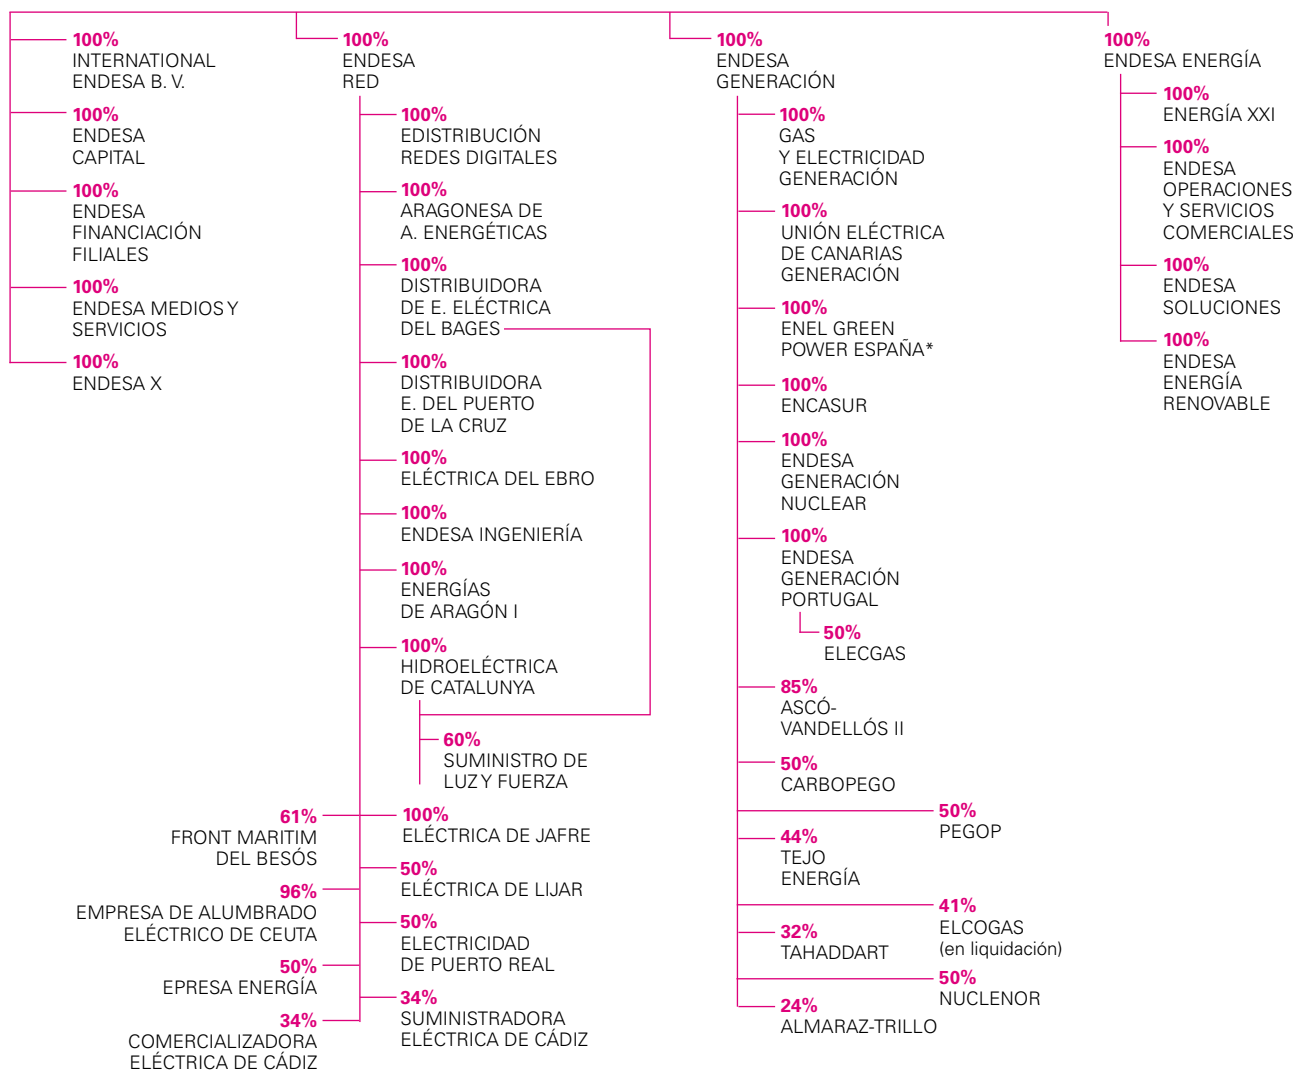 100%
INTERNATIONAL
ENDESA B. V.
100%
ENDESA
CAPITAL
100%
ENDESA
FINANCIACIÓN
FILIALES
100%
ENDESA MEDIOS Y
SERVICIOS
100%
ENDESA X
100%
ENDESA
RED
100%
EDISTRIBUCIÓN
REDES DIGITALES
100%
ARAGONESA DE
A. ENERGÉTICAS
100%
DISTRIBUIDORA
DE E. ELÉCTRICA
DEL BAGES
100%
DISTRIBUIDORA
E. DEL PUERTO
DE LA CRUZ
100%
ELÉCTRICA DEL EBRO
100%
ENDESA INGENIERÍA
100%
ENERGÍAS
DE ARAGÓN I
100%
HIDROELÉCTRICA
DE CATALUNYA
60%
SUMINISTRO DE
LUZ Y FUERZA
61%
FRONT MARITIM
DEL BESÓS
96%
EMPRESA DE ALUMBRADO
ELÉCTRICO DE CEUTA
50%
EPRESA ENERGÍA
34%
COMERCIALIZADORA
ELÉCTRICA DE CÁDIZ
100%
ELÉCTRICA DE JAFRE
50%
ELÉCTRICA DE LIJAR
50%
ELECTRICIDAD
DE PUERTO REAL
34%
SUMINISTRADORA
ELÉCTRICA DE CÁDIZ
100%
ENDESA
GENERACIÓN
100%
GAS
Y ELECTRICIDAD
GENERACIÓN
100%
UNIÓN ELÉCTRICA
DE CANARIAS
GENERACIÓN
100%
ENEL GREEN
POWER ESPAÑA*
100%
ENCASUR
100%
ENDESA
GENERACIÓN
NUCLEAR
100%
ENDESA
GENERACIÓN
PORTUGAL
50%
ELECGAS
85%
ASCÓ-
VANDELLÓS II
50%
CARBOPEGO
50%
PEGOP
44%
TEJO
ENERGÍA
41%
ELCOGAS
(en liquidación)
32%
TAHADDART
50%
NUCLENOR
24%
ALMARAZ-TRILLO
100%
ENDESA ENERGÍA
100%
ENERGÍA XXI
100%
ENDESA
OPERACIONES
Y SERVICIOS
COMERCIALES
100%
ENDESA
SOLUCIONES
100%
ENDESA
ENERGÍA
RENOVABLE